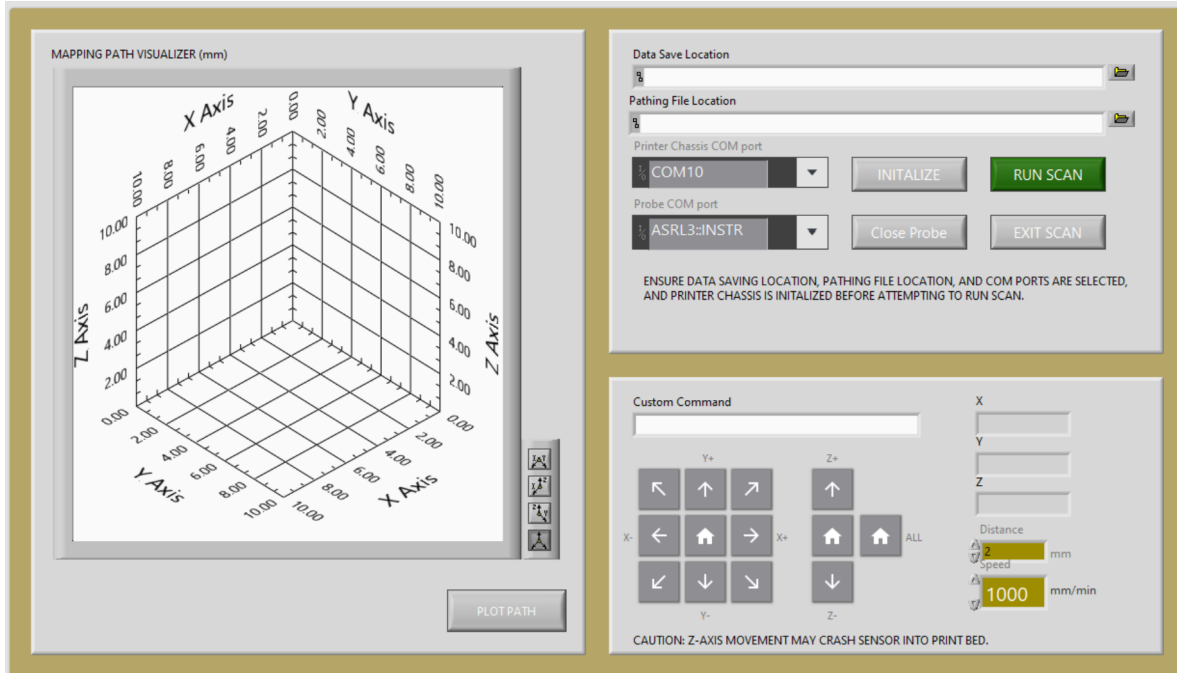 MAPPING PATH VISUALIZER (mm)
X Axis
Y Axis
10.00 8.00 6.00 4.00 2.00 0.00
2.00 4.00 6.00 8.00 10.00
10.00
8.00
6.00
4.00
2.00
0.00
Z Axis
10.00
8.00
6.00
4.00
2.00
0.00
Z Axis
2.00 4.00 6.00 8.00 10.00
Y Axis
10.00 8.00 6.00 4.00 2.00
X Axis
PLOT PATH
Data Save Location
Pathing File Location
Printer Chassis COM port
COM10
INITALIZE
RUN SCAN
Probe COM port
ASRL3::INSTR
Close Probe
EXIT SCAN
ENSURE DATA SAVING LOCATION, PATHING FILE LOCATION, AND COM PORTS ARE SELECTED,
AND PRINTER CHASSIS IS INITALIZED BEFORE ATTEMPTING TO RUN SCAN.
Custom Command
Y+
Z+
X-
X+
ALL
Y-
Z-
X
Y
Z
Distance
2 mm
Speed
1000 mm/min
CAUTION: Z-AXIS MOVEMENT MAY CRASH SENSOR INTO PRINT BED.